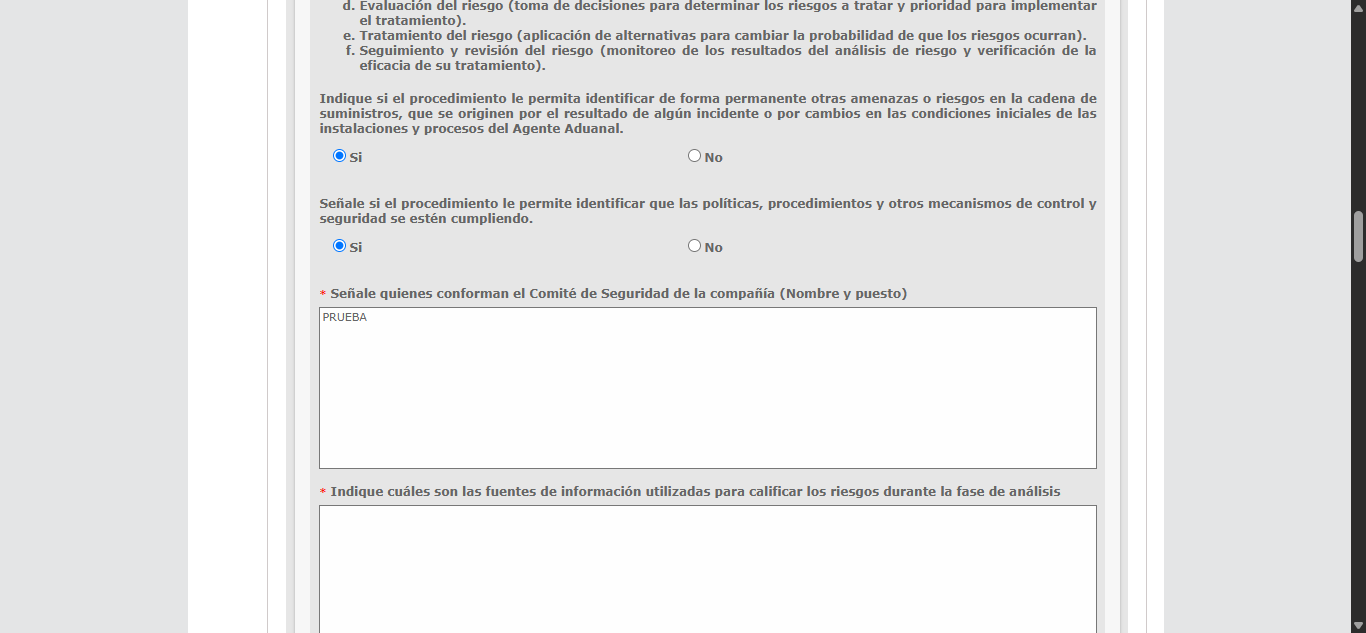 d. Evaluación del riesgo (toma de decisiones para determinar los riesgos a tratar y prioridad para implementar
el tratamiento).
e. Tratamiento del riesgo (aplicación de alternativas para cambiar la probabilidad de que los riesgos ocurran).
f. Seguimiento y revisión del riesgo (monitoreo de los resultados del análisis de riesgo y verificación de la
eficacia de su tratamiento).
Indique si el procedimiento le permita identificar de forma permanente otras amenazas o riesgos en la cadena de
suministros, que se originen por el resultado de algún incidente o por cambios en las condiciones iniciales de las
instalaciones y procesos del Agente Aduanal.
Si No
Señale si el procedimiento le permite identificar que las políticas, procedimientos y otros mecanismos de control y
seguridad se estén cumpliendo.
Si No
* Señale quienes conforman el Comité de Seguridad de la compañía (Nombre y puesto)
PRUEBA
* Indique cuáles son las fuentes de información utilizadas para calificar los riesgos durante la fase de análisis